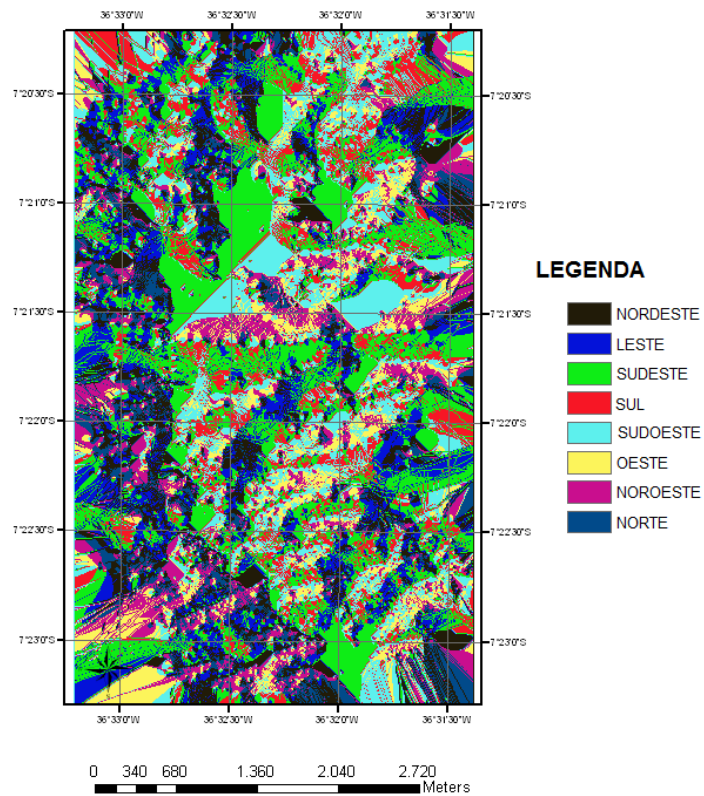 36°33'0"W 36°32'30"W 36°32'0"W 36°31'30"W
7°20'30"S 7°20'30"S
7°21'0"S 7°21'0"S
LEGENDA
7°21'30"S 7°21'30"S
NORDESTE
LESTE
SUDESTE
SUL
7°22'0"S 7°22'0"S
SUDOESTE
OESTE
NOROESTE
NORTE
7°22'30"S 7°22'30"S
7°23'0"S 7°23'0"S
36°33'0"W 36°32'30"W 36°32'0"W 36°31'30"W
0 340 680 1.360 2.040 2.720
Meters